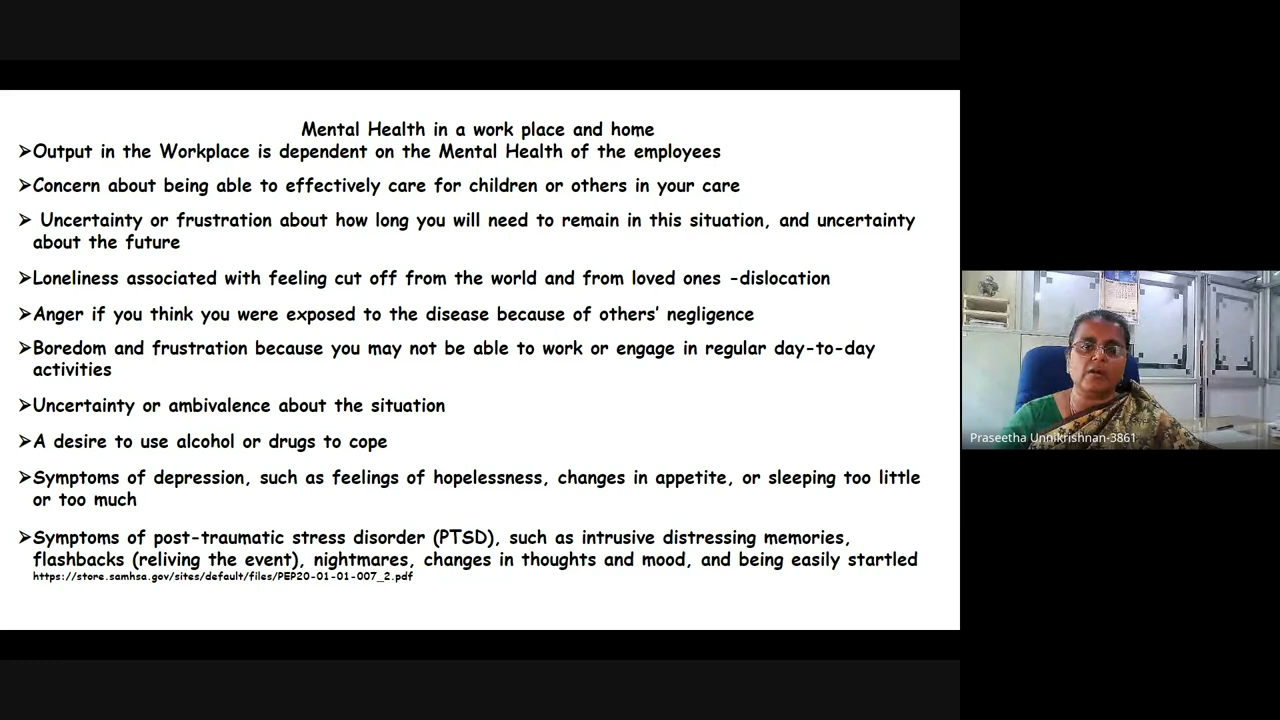 Mental Health in a work place and home
➢Output in the Workplace is dependent on the Mental Health of the employees
➢Concern about being able to effectively care for children or others in your care
➢ Uncertainty or frustration about how long you will need to remain in this situation, and uncertainty
about the future
➢Loneliness associated with feeling cut off from the world and from loved ones -dislocation
➢Anger if you think you were exposed to the disease because of others’ negligence
➢Boredom and frustration because you may not be able to work or engage in regular day-to-day
activities
➢Uncertainty or ambivalence about the situation
➢A desire to use alcohol or drugs to cope
➢Symptoms of depression, such as feelings of hopelessness, changes in appetite, or sleeping too little
or too much
➢Symptoms of post-traumatic stress disorder (PTSD), such as intrusive distressing memories,
flashbacks (reliving the event), nightmares, changes in thoughts and mood, and being easily startled
https://store.samhsa.gov/sites/default/files/PEP20-01-01-007_2.pdf
Praseetha Unnikrishnan-3861